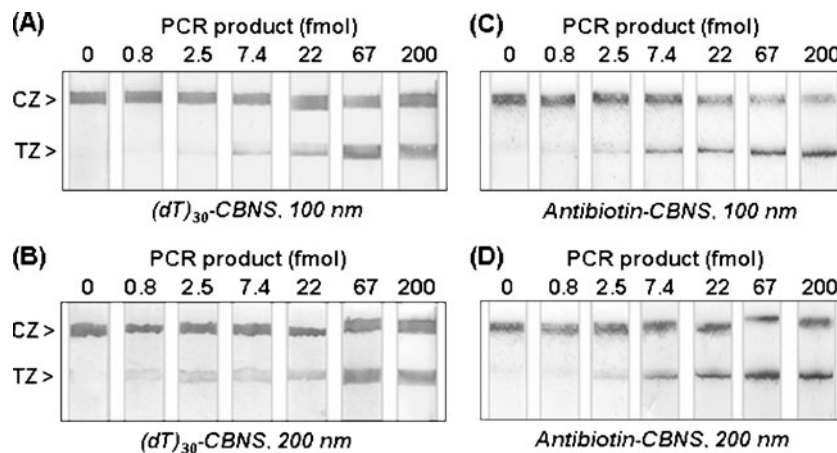 (A) PCR product (fmol)
0 0.8 2.5 7.4 22 67 200
CZ >
TZ >
(dT)₃₀-CBNS, 100 nm
(C) PCR product (fmol)
0 0.8 2.5 7.4 22 67 200
Antibiotin-CBNS, 100 nm
(B) PCR product (fmol)
0 0.8 2.5 7.4 22 67 200
CZ >
TZ >
(dT)₃₀-CBNS, 200 nm
(D) PCR product (fmol)
0 0.8 2.5 7.4 22 67 200
Antibiotin-CBNS, 200 nm